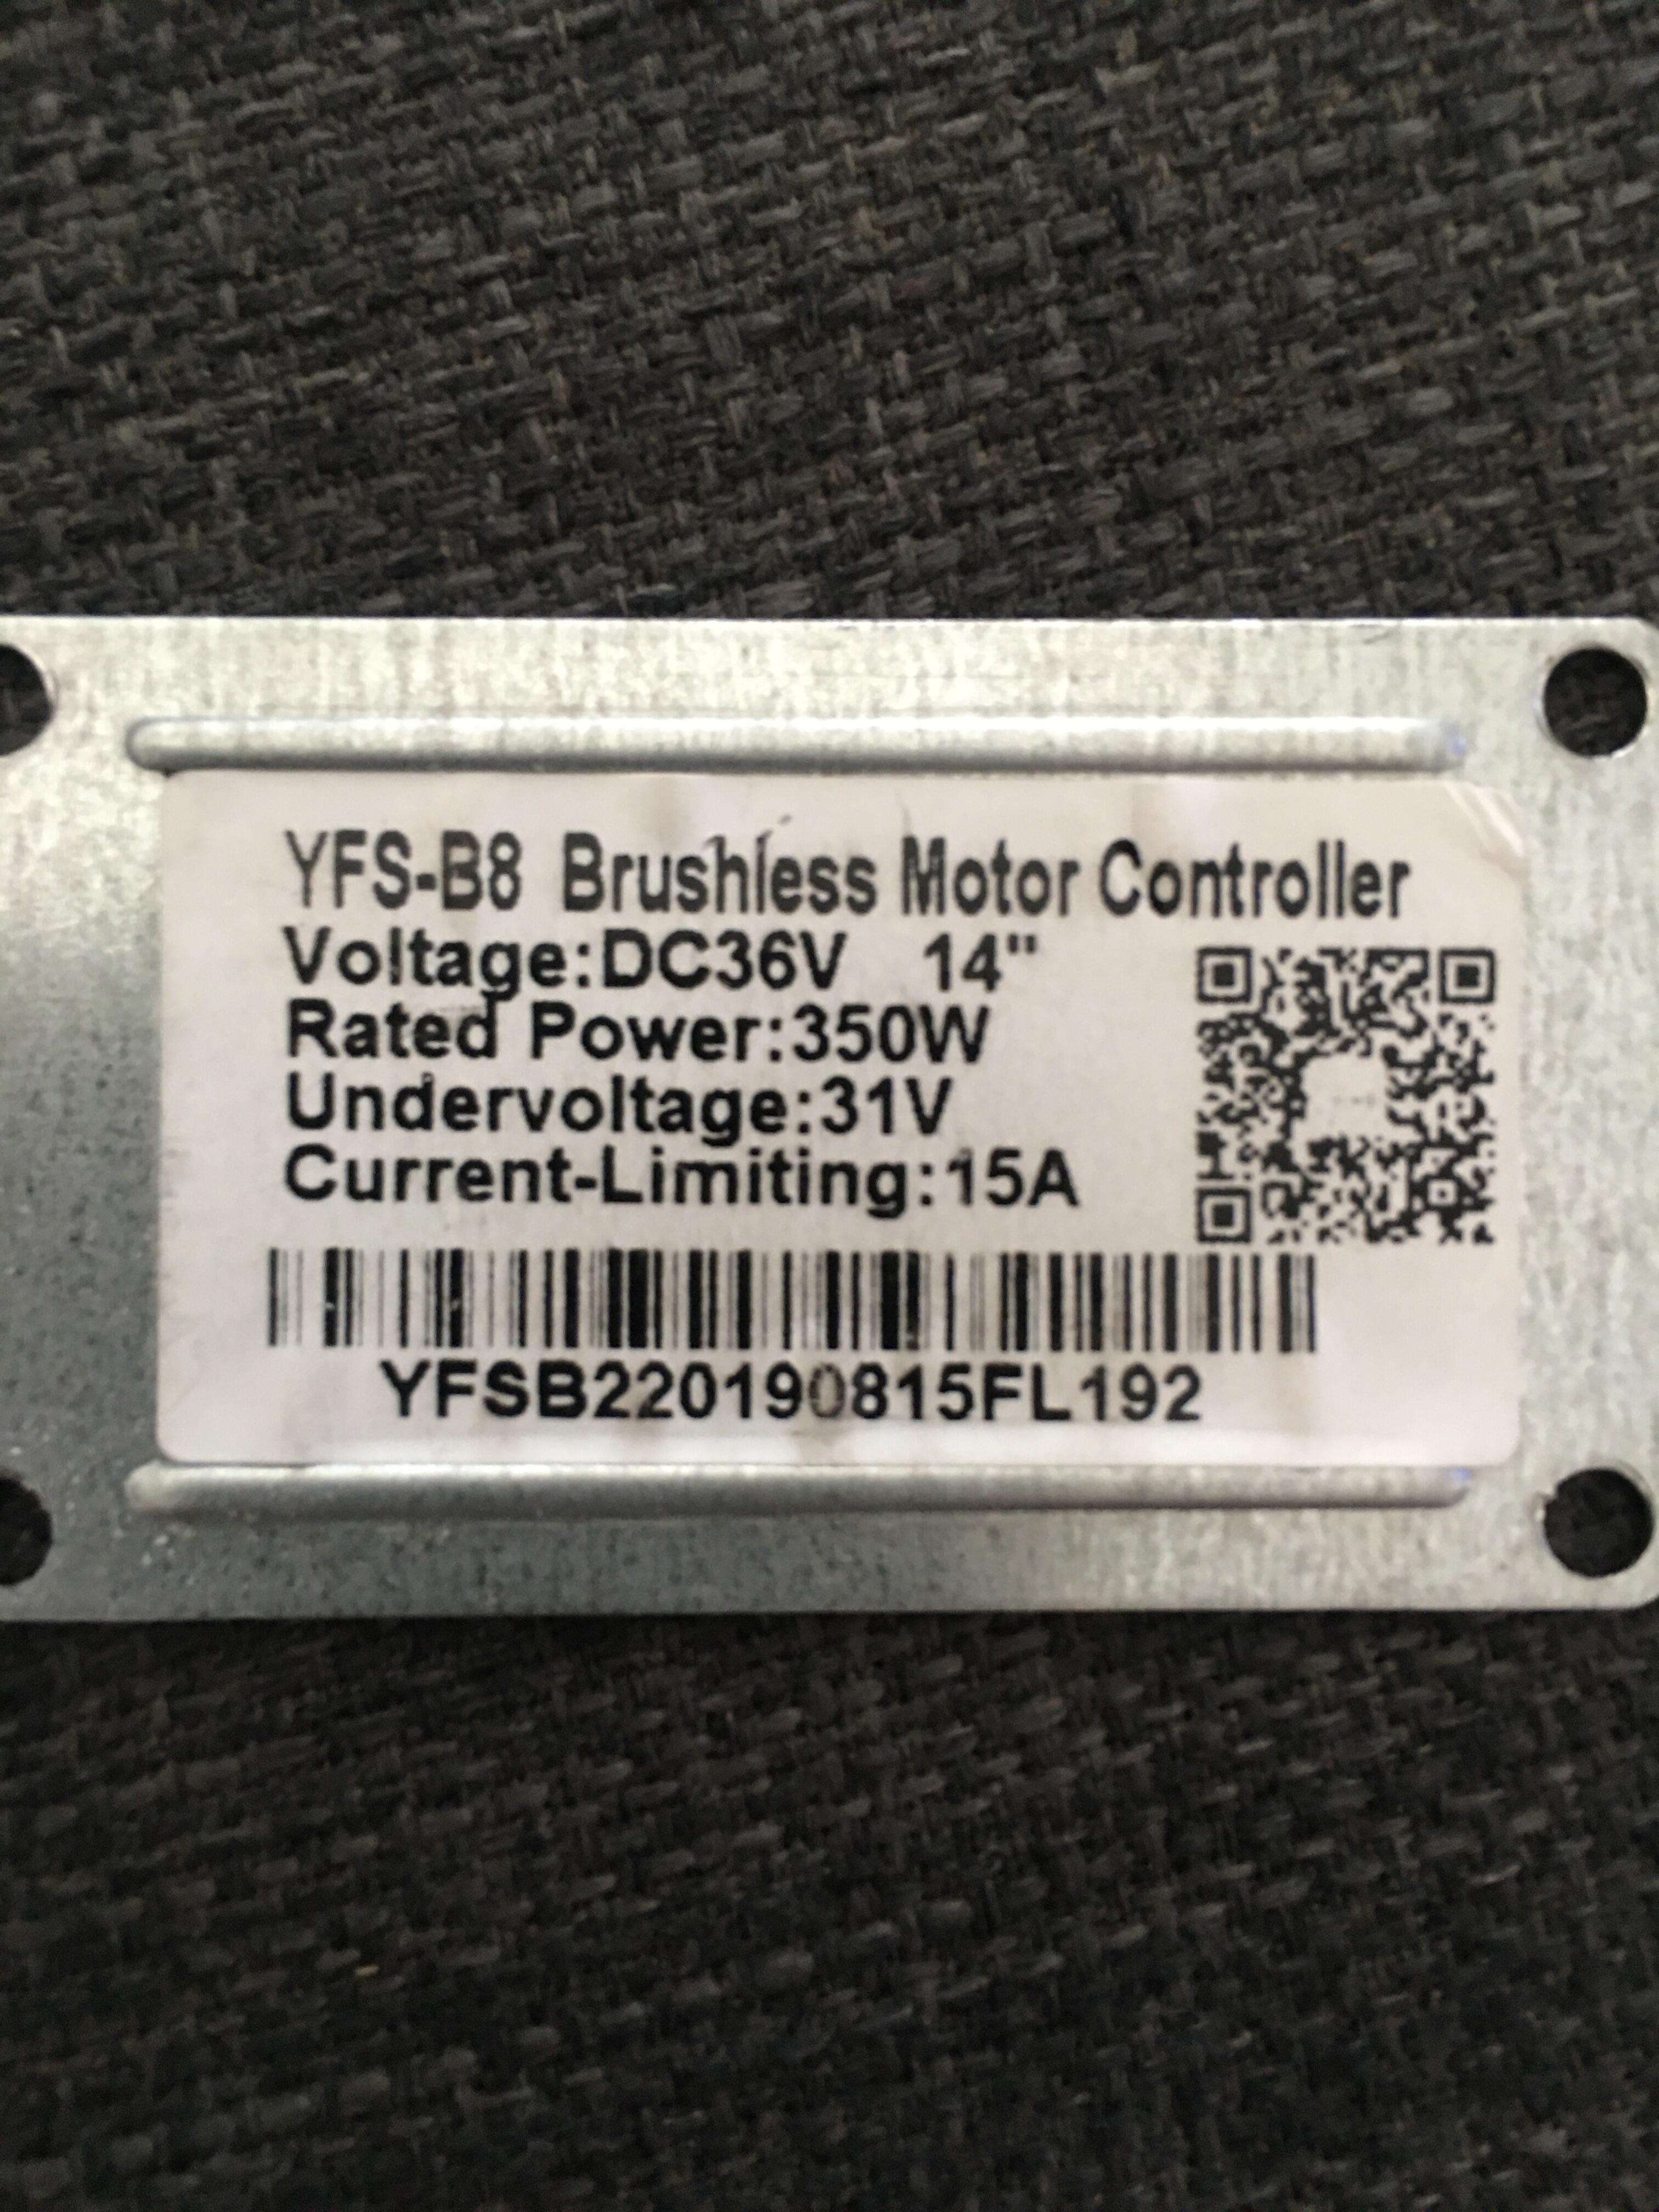 YFS-B8 Brushless Motor Controller
Voltage:DC36V 14"
Rated Power:350W
Undervoltage:31V
Current-Limiting:15A
YFSB220190815FL192